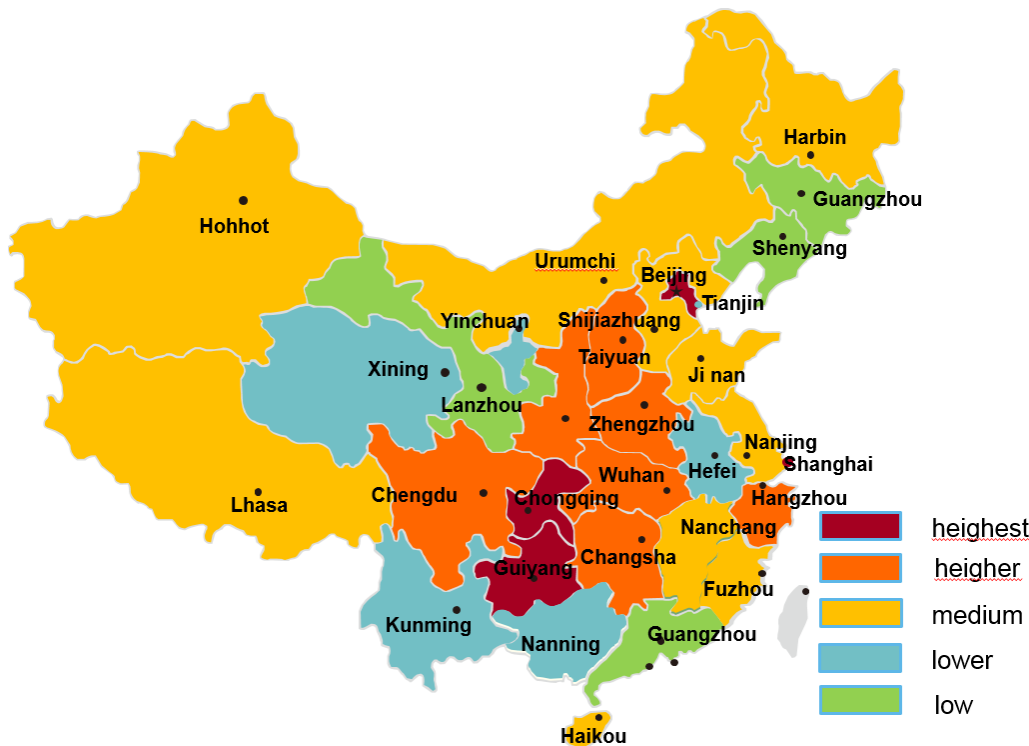 Harbin
Guangzhou
Hohhot
Shenyang
Urumchi
Beijing
Tianjin
Yinchuan
Shijiazhuang
Taiyuan
Xining
Ji nan
Lanzhou
Zhengzhou
Nanjing
Shanghai
Hefei
Wuhan
Chengdu
Chongqing
Hangzhou
Lhasa
Nanchang
Changsha
Guiyang
Fuzhou
Kunming
Nanning
Guangzhou
Haikou
heighest
heigher
medium
lower
low